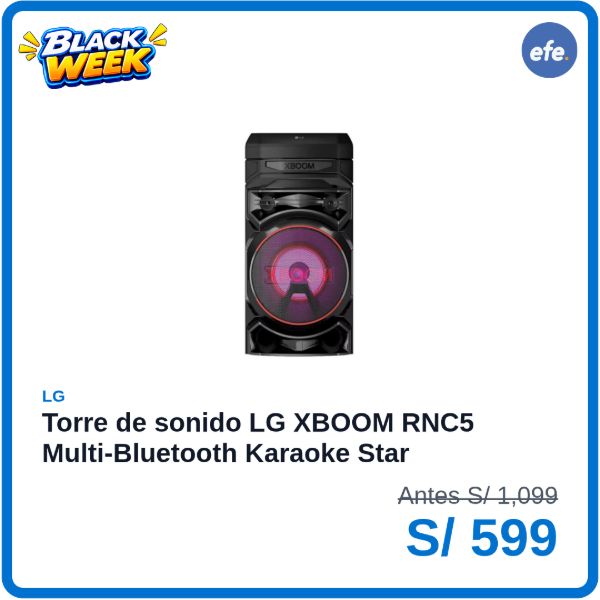 BLACK
WEEK
efe.
XBOOM
LG
Torre de sonido LG XBOOM RNC5
Multi-Bluetooth Karaoke Star
Antes S/ 1,099
S/ 599